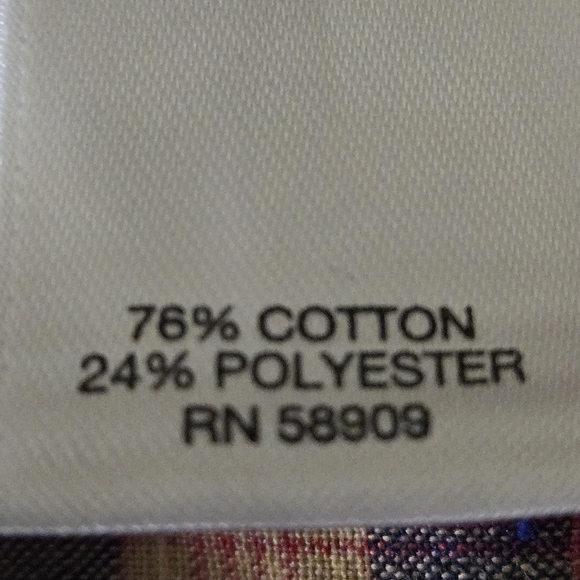 76% COTTON
24% POLYESTER
RN 58909